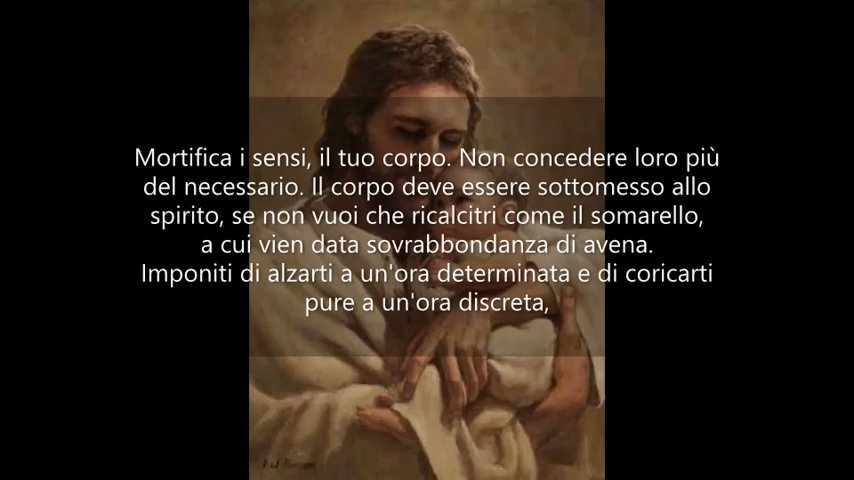 Mortifica i sensi, il tuo corpo. Non concedere loro più
del necessario. Il corpo deve essere sottomesso allo
spirito, se non vuoi che ricalcitri come il somarello,
a cui vien data sovrabbondanza di avena.
Imponiti di alzarti a un'ora determinata e di coricarti
pure a un'ora discreta,